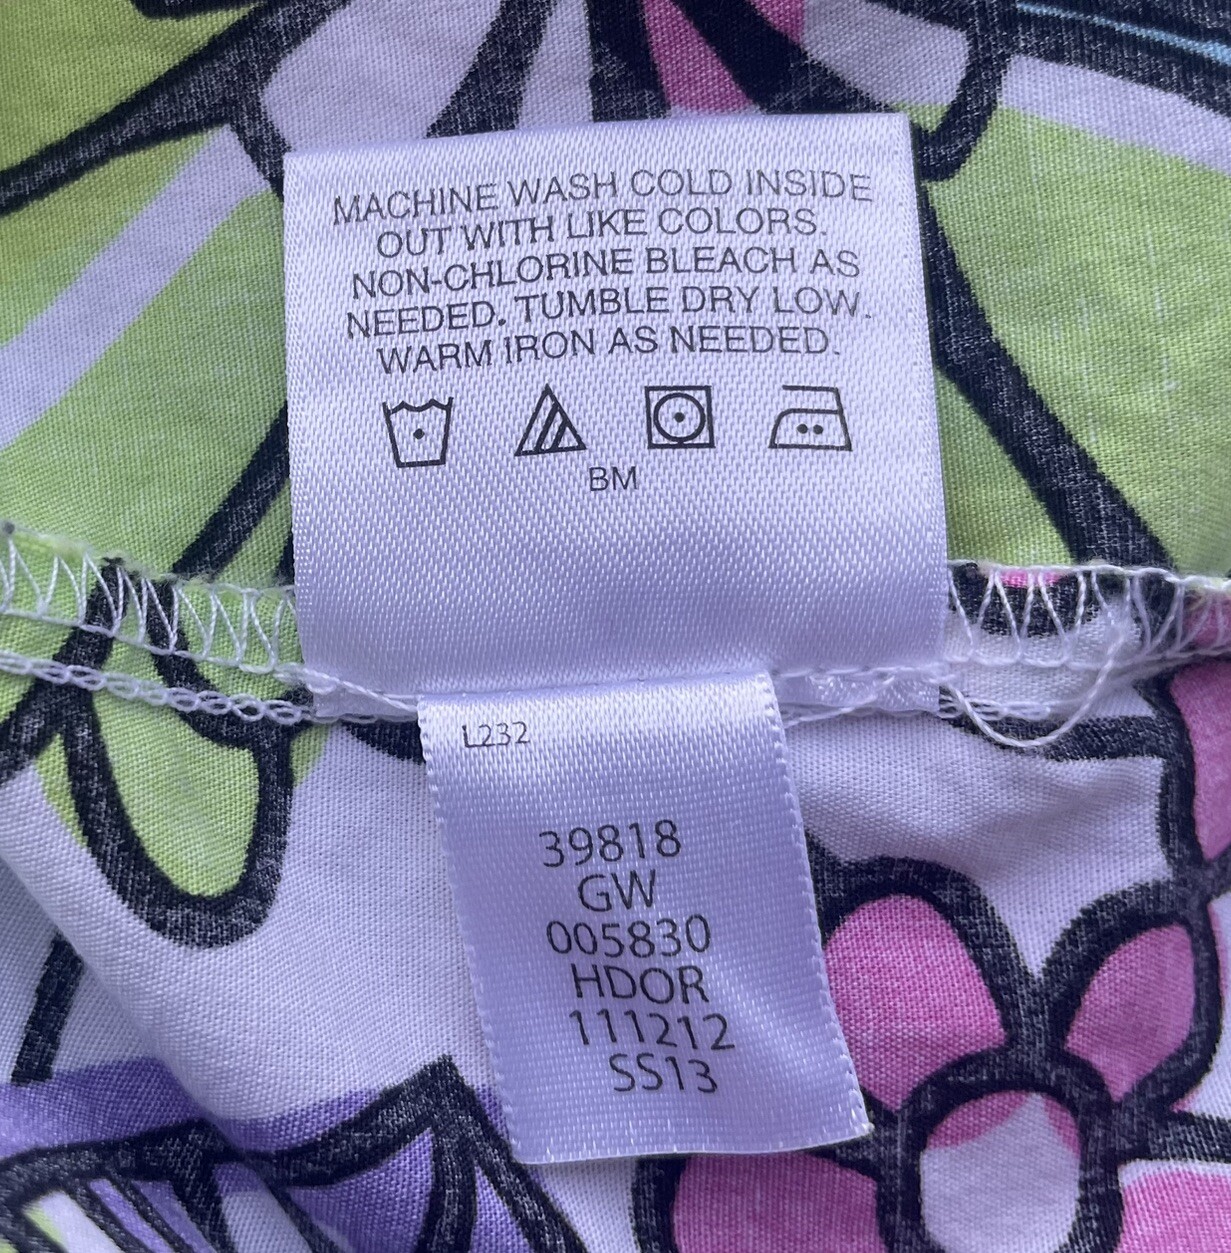 MACHINE WASH COLD INSIDE
OUT WITH LIKE COLORS.
NON-CHLORINE BLEACH AS
NEEDED. TUMBLE DRY LOW.
WARM IRON AS NEEDED.
BM
L232
39818
GW
005830
HDOR
111212
SS13